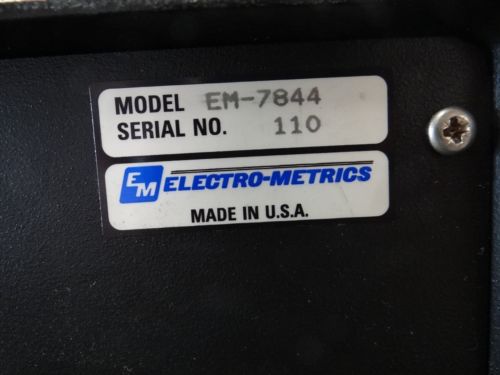 MODEL EM-7844
SERIAL NO. 110
EM ELECTRO-METRICS
MADE IN U.S.A.